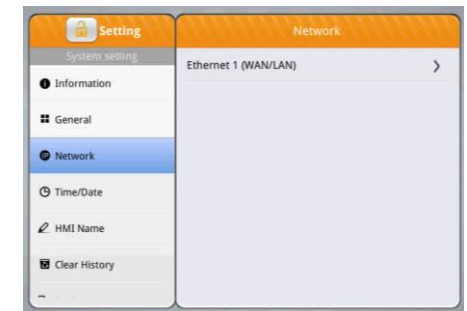 Setting
System setting
Information
General
Network
Time/Date
HMI Name
Clear History
Network
Ethernet 1 (WAN/LAN)